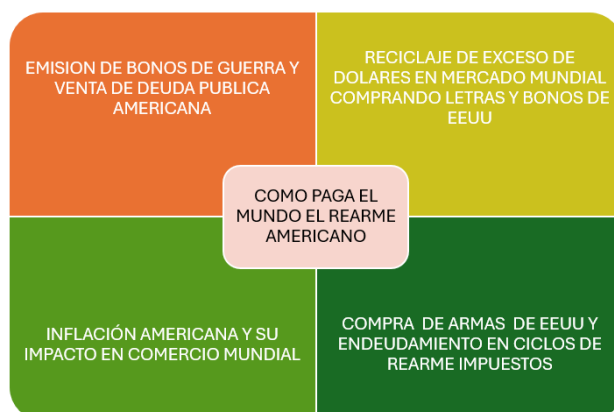 EMISION DE BONOS DE GUERRA Y
VENTA DE DEUDA PUBLICA
AMERICANA
RECICLAJE DE EXCESO DE
DOLARES EN MERCADO MUNDIAL
COMPRANDO LETRAS Y BONOS DE
EEUU
COMO PAGA EL
MUNDO EL REARME
AMERICANO
INFLACIÓN AMERICANA Y SU
IMPACTO EN COMERCIO MUNDIAL
COMPRA DE ARMAS DE EEUU Y
ENDEUDAMIENTO EN CICLOS DE
REARME IMPUESTOS